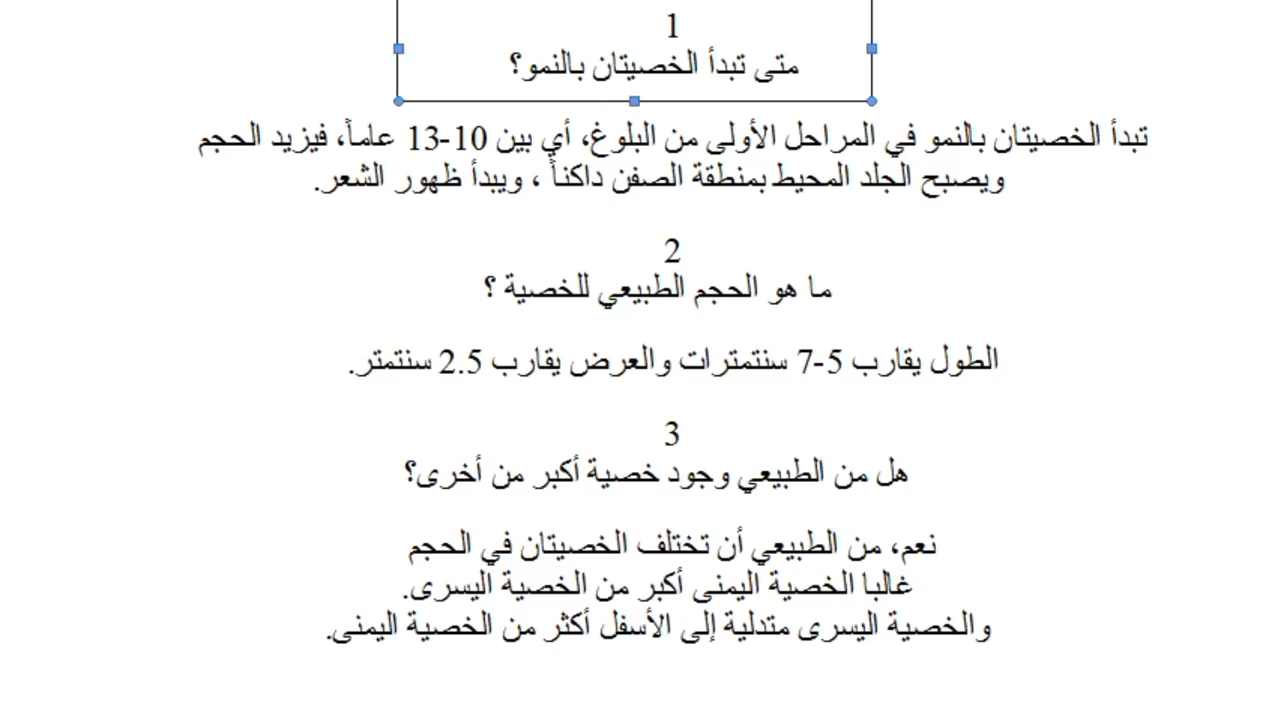 1
متى تبدأ الخصيتان بالنمو؟
تبدأ الخصيتان بالنمو في المراحل الأولى من البلوغ، أي بين 10-13 عاماً، فيزيد الحجم
ويصبح الجلد المحيط بمنطقة الصفن داكناً ، ويبدأ ظهور الشعر.
2
ما هو الحجم الطبيعي للخصية ؟
الطول يقارب 5-7 سنتمترات والعرض يقارب 2.5 سنتمتر.
3
هل من الطبيعي وجود خصية أكبر من أخرى؟
نعم، من الطبيعي أن تختلف الخصيتان في الحجم
غالبا الخصية اليمنى أكبر من الخصية اليسرى.
والخصية اليسرى متدلية إلى الأسفل أكثر من الخصية اليمنى.